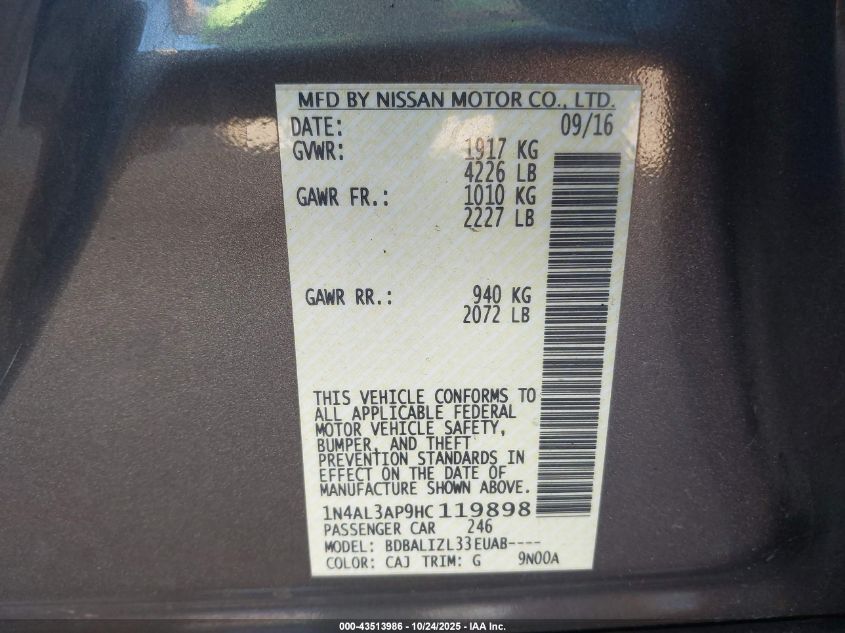 MFD BY NISSAN MOTOR CO., LTD.
DATE: 09/16
GVWR: 1917 KG
4226 LB
GAWR FR.: 1010 KG
2227 LB
GAWR RR.: 940 KG
2072 LB
THIS VEHICLE CONFORMS TO
ALL APPLICABLE FEDERAL
MOTOR VEHICLE SAFETY,
BUMPER, AND THEFT
PREVENTION STANDARDS IN
EFFECT ON THE DATE OF
MANUFACTURE SHOWN ABOVE.
1N4AL3AP9HC119898
PASSENGER CAR 246
MODEL: BDBALIZL33EUAB----
COLOR: CAJ TRIM: G 9N00A
000-43513986 - 10/24/2025 - IAA Inc.